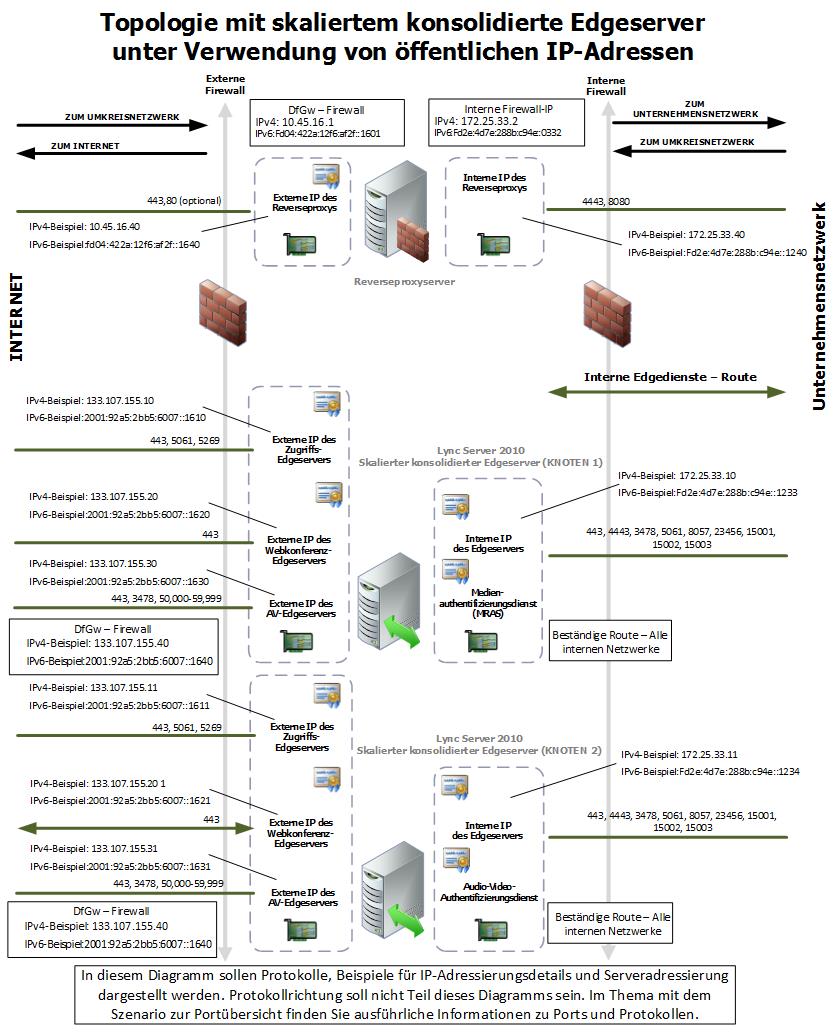 Topologie mit skaliertem konsolidierte Edgeserver
unter Verwendung von öffentlichen IP-Adressen
Externe
Firewall
Interne
Firewall
DfGw – Firewall
IPv4: 10.45.16.1
IPv6:Fd04:422a:12f6:af2f::1601
Interne Firewall-IP
IPv4: 172.25.33.2
IPv6:Fd2e:4d7e:288b:c94e::0332
ZUM UMKREISNETZWERK
ZUM INTERNET
ZUM
UNTERNEHMENSNETZWERK
ZUM UMKREISNETZWERK
443,80 (optional)
Externe IP des
Reverseproxys
Interne IP des
Reverseproxys
4443, 8080
IPv4-Beispiel: 10.45.16.40
IPv6-Beispiel:fd04:422a:12f6:af2f::1640
IPv4-Beispiel: 172.25.33.40
IPv6-Beispiel:Fd2e:4d7e:288b:c94e::1240
Reverseproxyserver
INTERNET
Unternehmensnetzwerk
Interne Edgedienste – Route
IPv4-Beispiel: 133.107.155.10
IPv6-Beispiel:2001:92a5:2bb5:6007::1610
443, 5061, 5269
Externe IP des
Zugriffs-
Edgeservers
Lync Server 2010
Skalierter konsolidierter Edgeserver (KNOTEN 1)
IPv4-Beispiel: 172.25.33.10
IPv6-Beispiel:Fd2e:4d7e:288b:c94e::1233
IPv4-Beispiel: 133.107.155.20
IPv6-Beispiel:2001:92a5:2bb5:6007::1620
443
Externe IP des
Webkonferenz-
Edgeservers
Interne IP
des Edgeservers
443, 4443, 3478, 5061, 8057, 23456, 15001,
15002, 15003
IPv4-Beispiel: 133.107.155.30
IPv6-Beispiel:2001:92a5:2bb5:6007::1630
443, 3478, 50,000-59,999
Externe IP des
AV-Edgeservers
Medien-
authentifizierungsdienst
(MRAS)
DfGw – Firewall
IPv4-Beispiel: 133.107.155.40
IPv6-Beispiel:2001:92a5:2bb5:6007::1640
Beständige Route – Alle
internen Netzwerke
IPv4-Beispiel: 133.107.155.11
IPv6-Beispiel:2001:92a5:2bb5:6007::1611
443, 5061, 5269
Externe IP des
Zugriffs-
Edgeservers
Lync Server 2010
Skalierter konsolidierter Edgeserver (KNOTEN 2)
IPv4-Beispiel: 172.25.33.11
IPv6-Beispiel:Fd2e:4d7e:288b:c94e::1234
IPv4-Beispiel: 133.107.155.20 1
IPv6-Beispiel:2001:92a5:2bb5:6007::1621
443
Externe IP des
Webkonferenz-
Edgeservers
Interne IP
des Edgeservers
443, 4443, 3478, 5061, 8057, 23456, 15001,
15002, 15003
IPv4-Beispiel: 133.107.155.31
IPv6-Beispiel:2001:92a5:2bb5:6007::1631
443, 3478, 50,000-59,999
Externe IP des
AV-Edgeservers
Audio-Video-
Authentifizierungsdienst
DfGw – Firewall
IPv4-Beispiel: 133.107.155.40
IPv6-Beispiel:2001:92a5:2bb5:6007::1640
Beständige Route – Alle
internen Netzwerke
In diesem Diagramm sollen Protokolle, Beispiele für IP-Adressierungsdetails und Serveradressierung
dargestellt werden. Protokollrichtung soll nicht Teil dieses Diagramms sein. Im Thema mit dem
Szenario zur Portübersicht finden Sie ausführliche Informationen zu Ports und Protokollen.